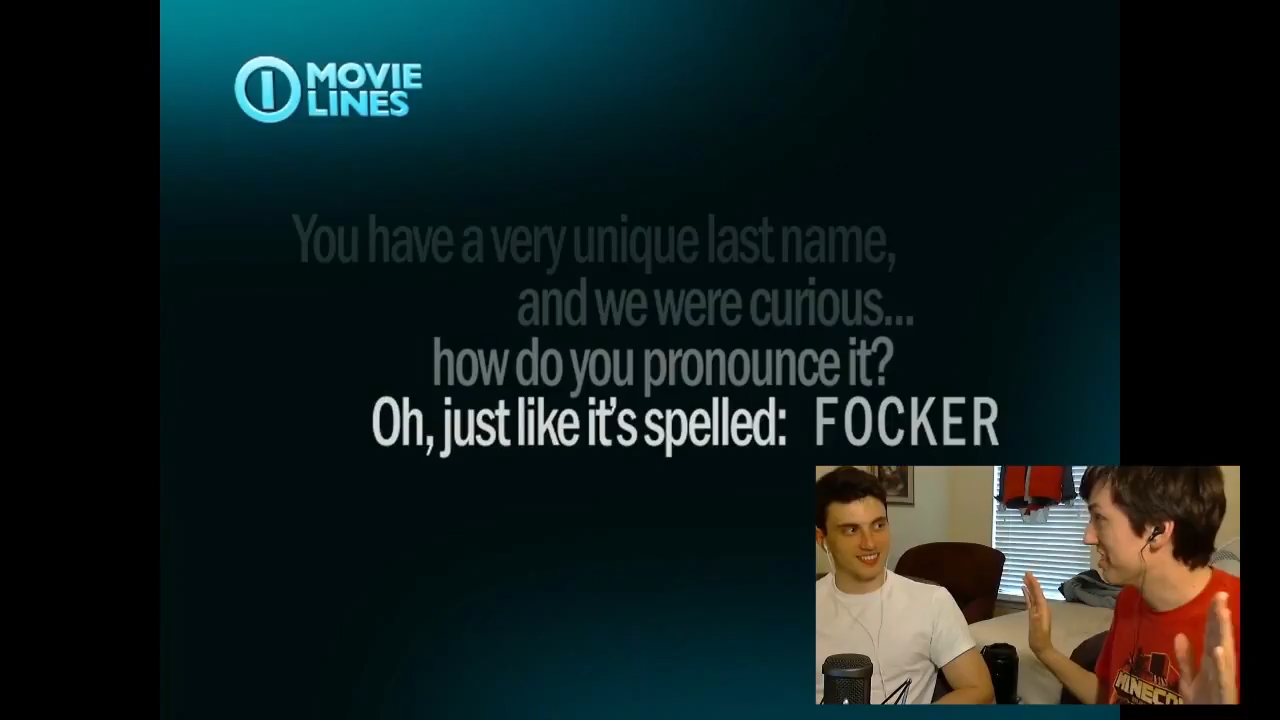 MOVIE
LINES
You have a very unique last name,
and we were curious...
how do you pronounce it?
Oh, just like it's spelled: FOCKER